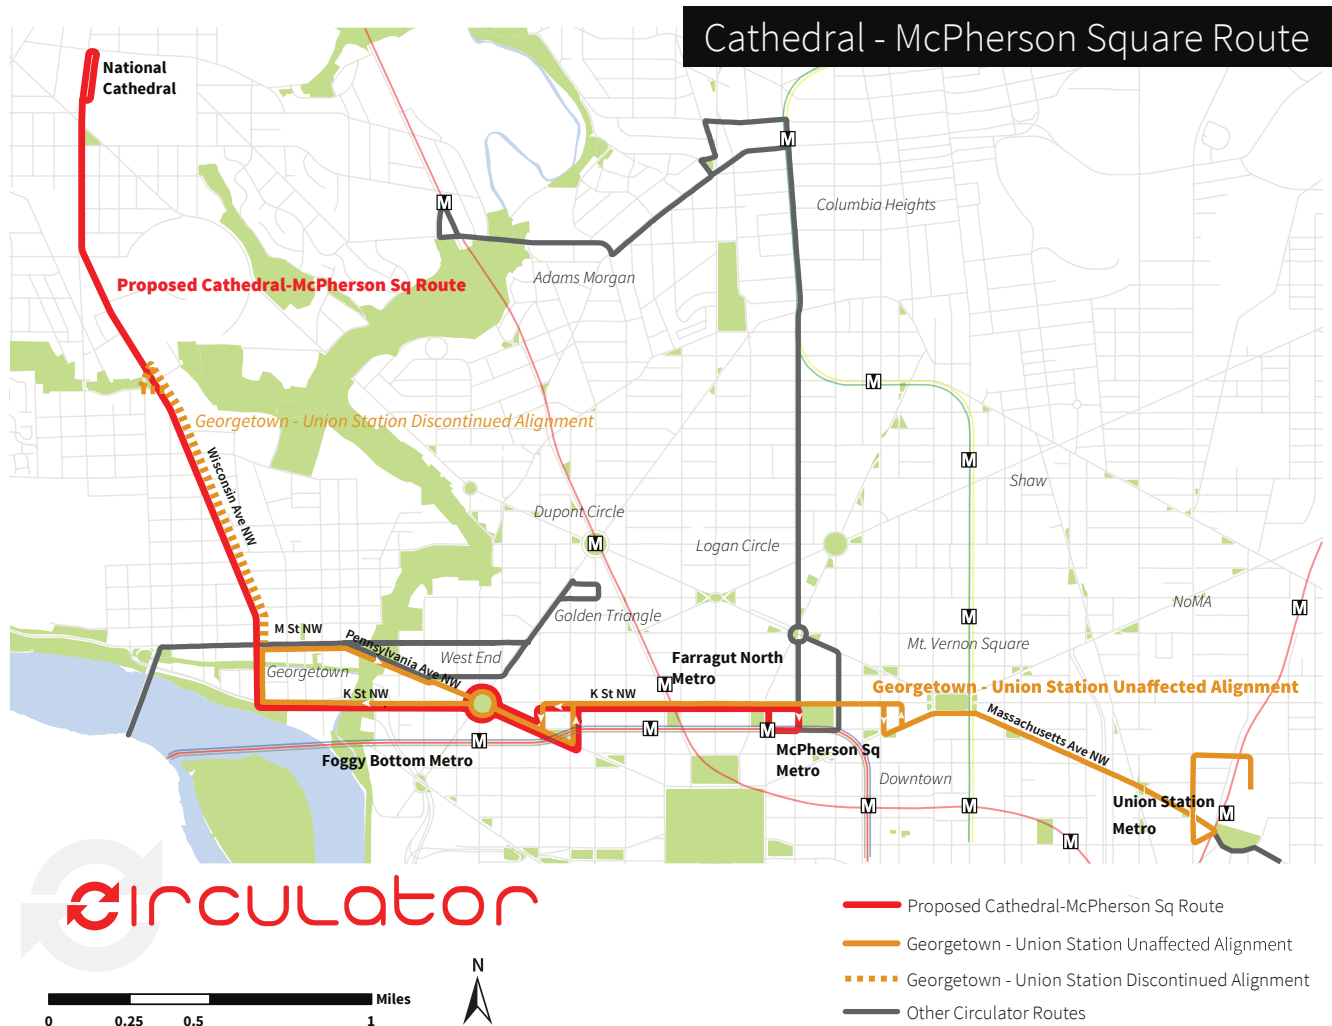 Cathedral - McPherson Square Route
National
Cathedral
M
M
Columbia Heights
Adams Morgan
Proposed Cathedral-McPherson Sq Route
M
Georgetown - Union Station Discontinued Alignment
Wisconsin Ave NW
M
Shaw
Dupont Circle
M
Logan Circle
NoMA
M
Golden Triangle
M
M St NW
Pennsylvania Ave NW
West End
Georgetown
Mt. Vernon Square
Farragut North
Metro
M
K St NW
K St NW
Georgetown - Union Station Unaffected Alignment
Massachusetts Ave NW
M
M
M
Foggy Bottom Metro
McPherson Sq
Metro
Downtown
M
M
M
M
Union Station
Metro
circulator
N
Miles
0
0.25
0.5
1
Proposed Cathedral-McPherson Sq Route
Georgetown - Union Station Unaffected Alignment
Georgetown - Union Station Discontinued Alignment
Other Circulator Routes